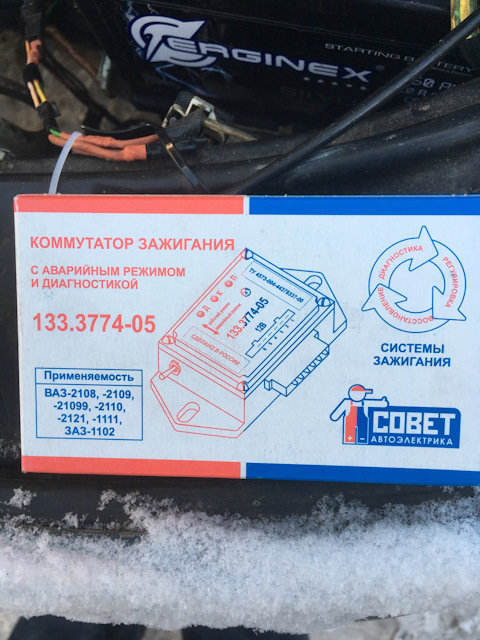 ERGINEX
STARTING BATTERY
КОММУТАТОР ЗАЖИГАНИЯ
С АВАРИЙНЫМ РЕЖИМОМ
И ДИАГНОСТИКОЙ
133.3774-05
Применяемость
ВАЗ-2108, -2109,
-21099, -2110,
-2121, -1111,
ЗАЗ-1102
Д К П
133.3774-05
12В
СДЕЛАНО В РОССИИ
ДИАГНОСТИКА
РЕГУЛИРОВКА
ВОССТАНОВЛЕНИЕ
СИСТЕМЫ
ЗАЖИГАНИЯ
СОВЕТ
АВТОЭЛЕКТРИКА